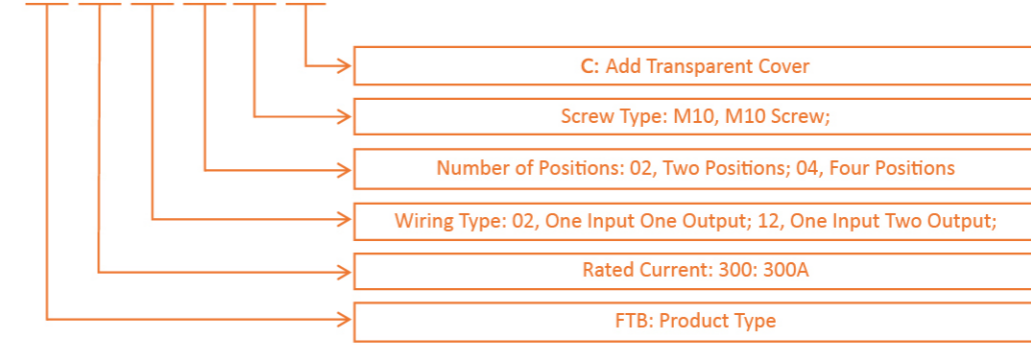 C: Add Transparent Cover
Screw Type: M10, M10 Screw;
Number of Positions: 02, Two Positions; 04, Four Positions
Wiring Type: 02, One Input One Output; 12, One Input Two Output;
Rated Current: 300: 300A
FTB: Product Type